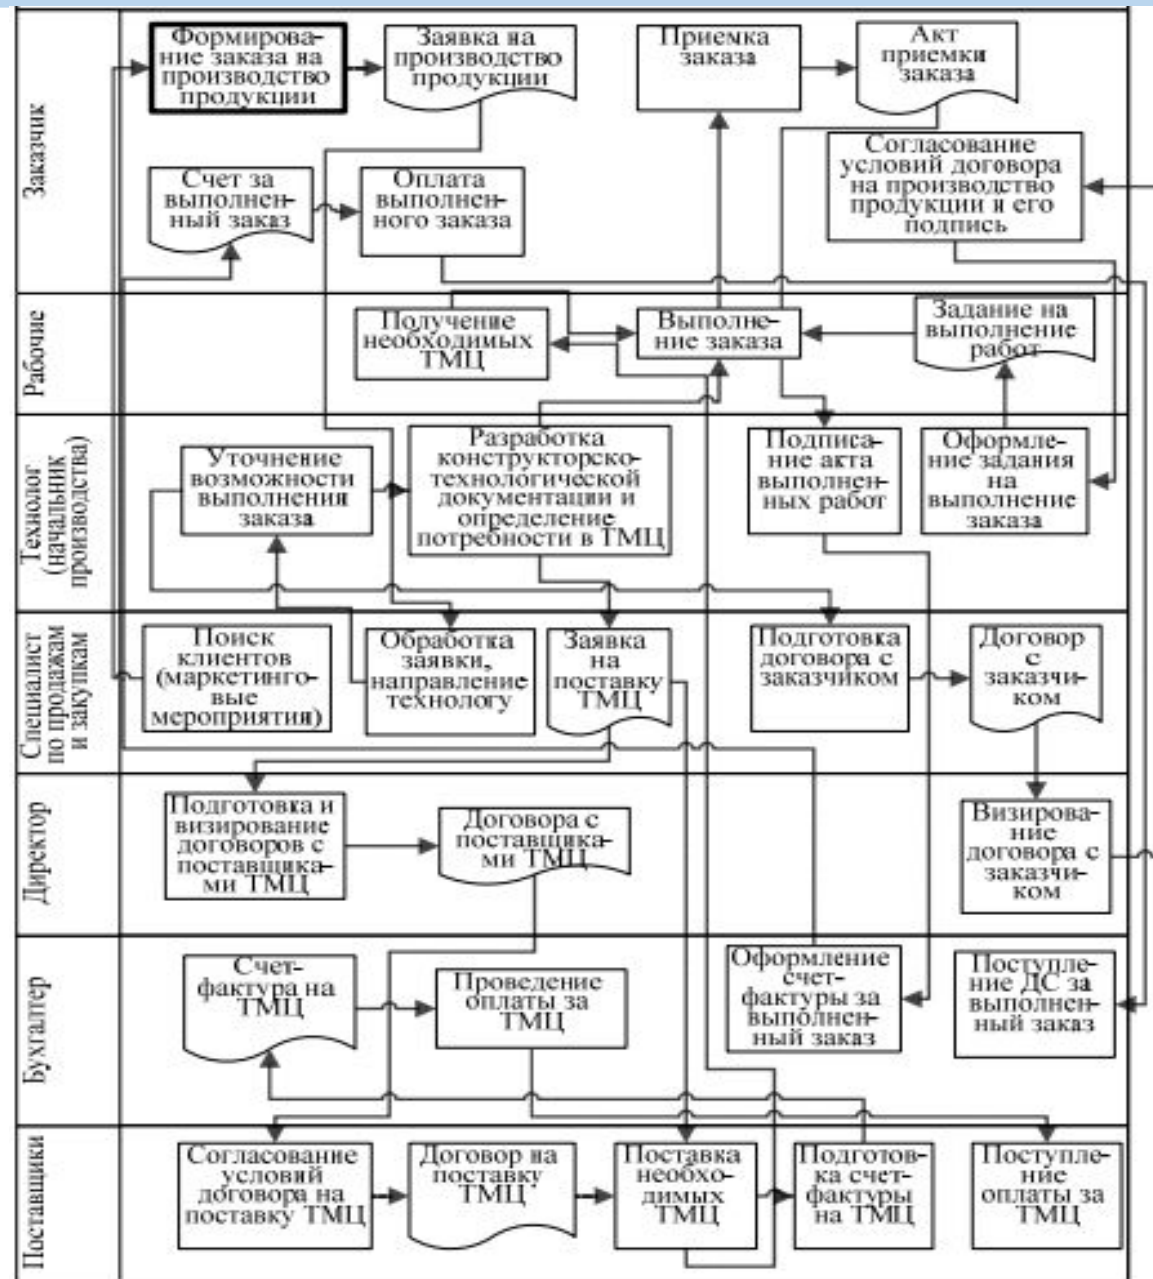 Заказчик
Формирова-
ние заказа на
производство
продукции
Заявка на
производство
продукции
Приемка
заказа
Акт
приемки
заказа
Счет за
выполнен-
ный заказ
Оплата
выполнен-
ного заказа
Согласование
условий договора
на производство
продукции и его
подпись
Рабочие
Получение
необходимых
ТМЦ
Выполне-
ние заказа
Задание на
выполнение
работ
Технолог
(начальник
производства)
Уточнение
возможности
выполнения
заказа
Разработка
конструкторско-
технологической
документации и
определение
потребности в ТМЦ
Подписа-
ние акта
выполнен-
ных работ
Оформле-
ние задания
на
выполнение
заказа
Специалист
по продажам
и закупкам
Поиск
клиентов
(маркетинго-
вые
мероприятия)
Обработка
заявки,
направление
технологу
Заявка
на
поставку
ТМЦ
Подготовка
договора с
заказчиком
Договор
с
заказчи-
ком
Директор
Подготовка и
визирование
договоров с
поставщика-
ми ТМЦ
Договора с
поставщика-
ми ТМЦ
Визирова-
ние
договора с
заказчи-
ком
Бухгалтер
Счет-
фактура на
ТМЦ
Проведение
оплаты за
ТМЦ
Оформление
счет-
фактуры за
выполнен-
ный заказ
Поступле-
ние ДС за
выполнен-
ный заказ
Поставщики
Согласование
условий
договора на
поставку ТМЦ
Договор на
поставку
ТМЦ
Поставка
необхо-
димых
ТМЦ
Подготов-
ка счет-
фактуры
на ТМЦ
Поступле-
ние
оплаты за
ТМЦ